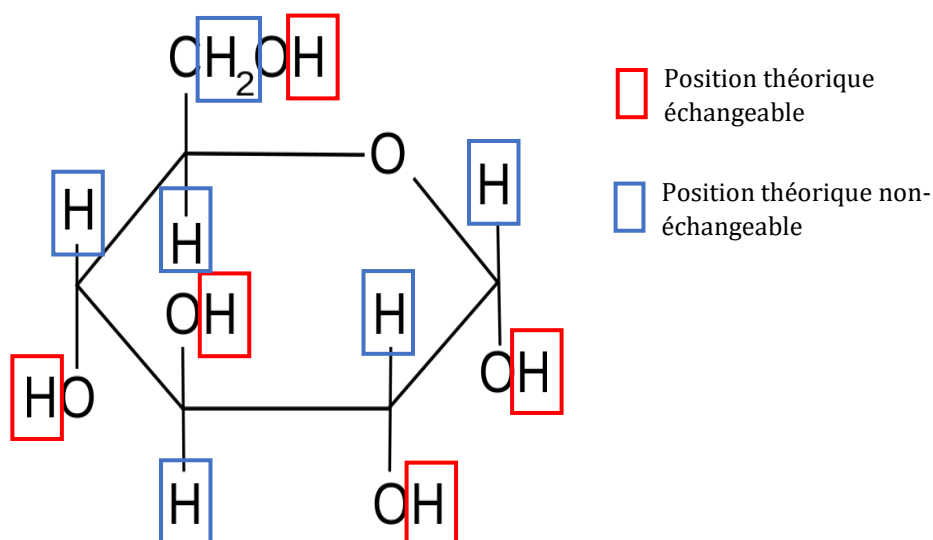 CH2OH
Position théorique
échangeable
O
H
H
Position théorique non-
échangeable
H
OH
H
HO
OH
H
OH